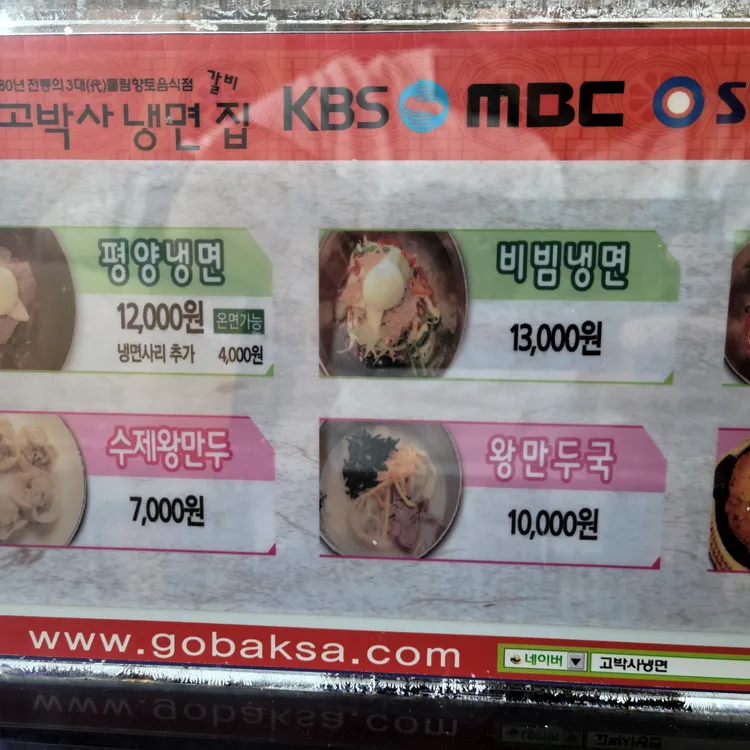 80년 전통의 3대(代)물림향토음식점 갈비
고박사 냉면 집 KBS MBC S
평양냉면
12,000원 온면가능
냉면사리 추가 4,000원
비빔냉면
13,000원
수제왕만두
7,000원
왕만두국
10,000원
www.gobaksa.com
네이버 고박사냉면